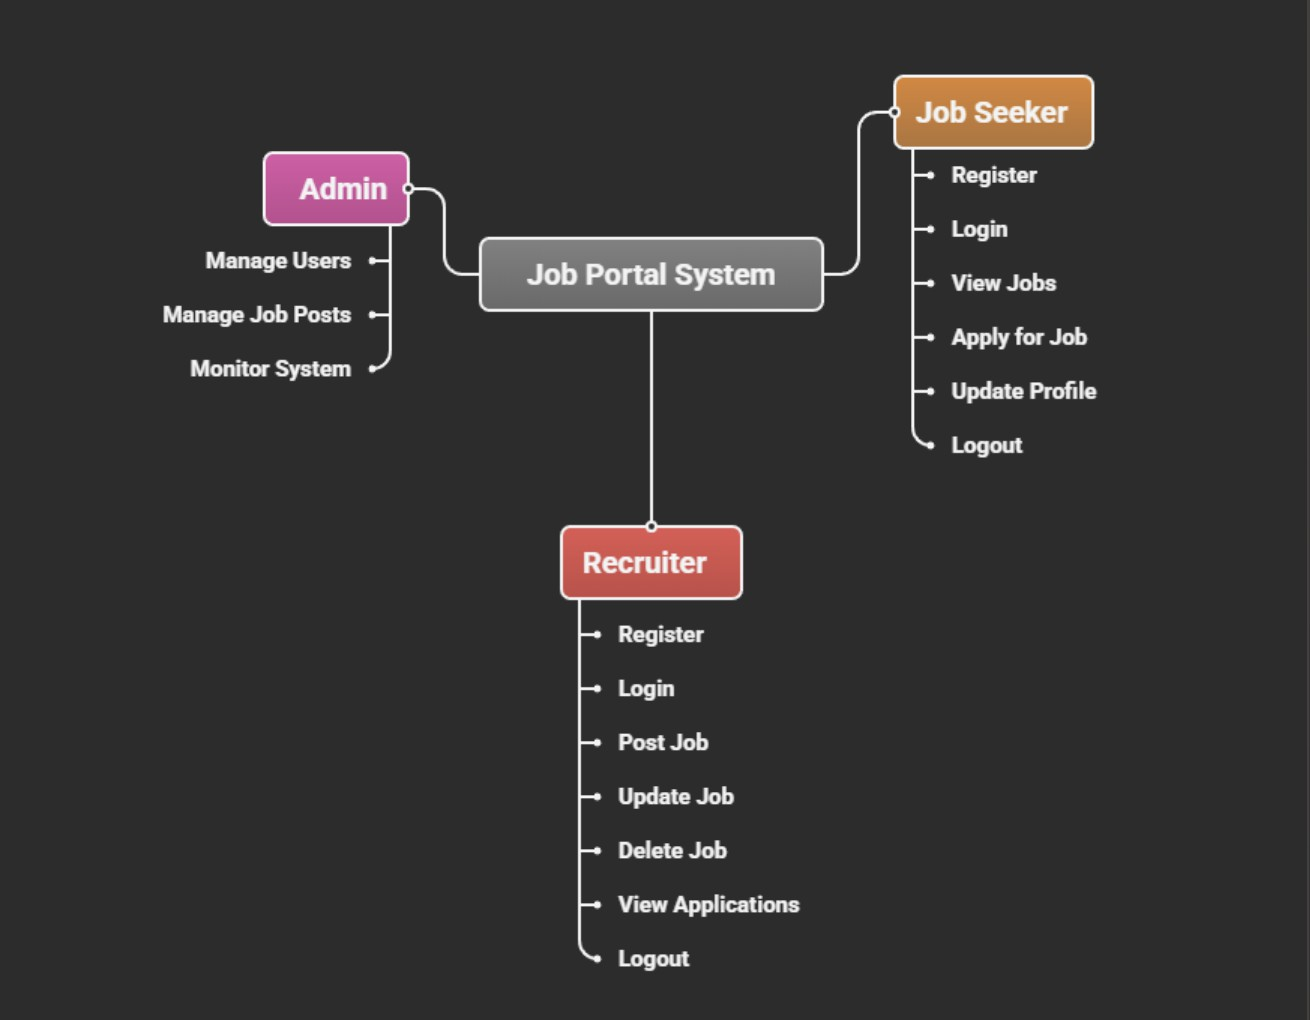 Job Portal System
Admin
Manage Users
Manage Job Posts
Monitor System
Job Seeker
Register
Login
View Jobs
Apply for Job
Update Profile
Logout
Recruiter
Register
Login
Post Job
Update Job
Delete Job
View Applications
Logout